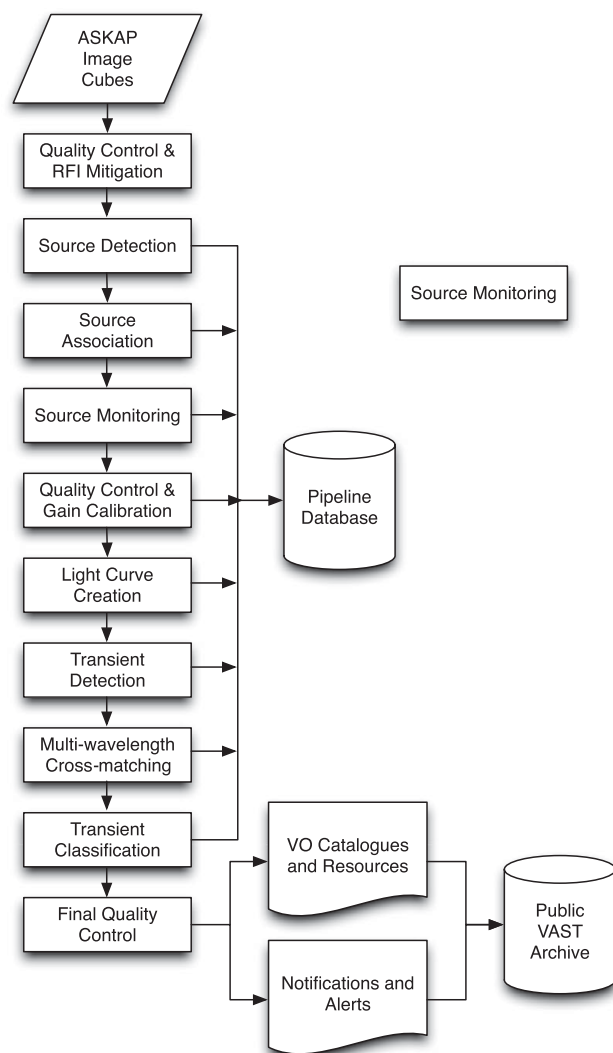 ASKAP
Image
Cubes
Quality Control &
RFI Mitigation
Source Detection
Source Monitoring
Source
Association
Source Monitoring
Quality Control &
Gain Calibration
Pipeline
Database
Light Curve
Creation
Transient
Detection
Multi-wavelength
Cross-matching
Transient
Classification
VO Catalogues
and Resources
Final Quality
Control
Public
VAST
Archive
Notifications and
Alerts